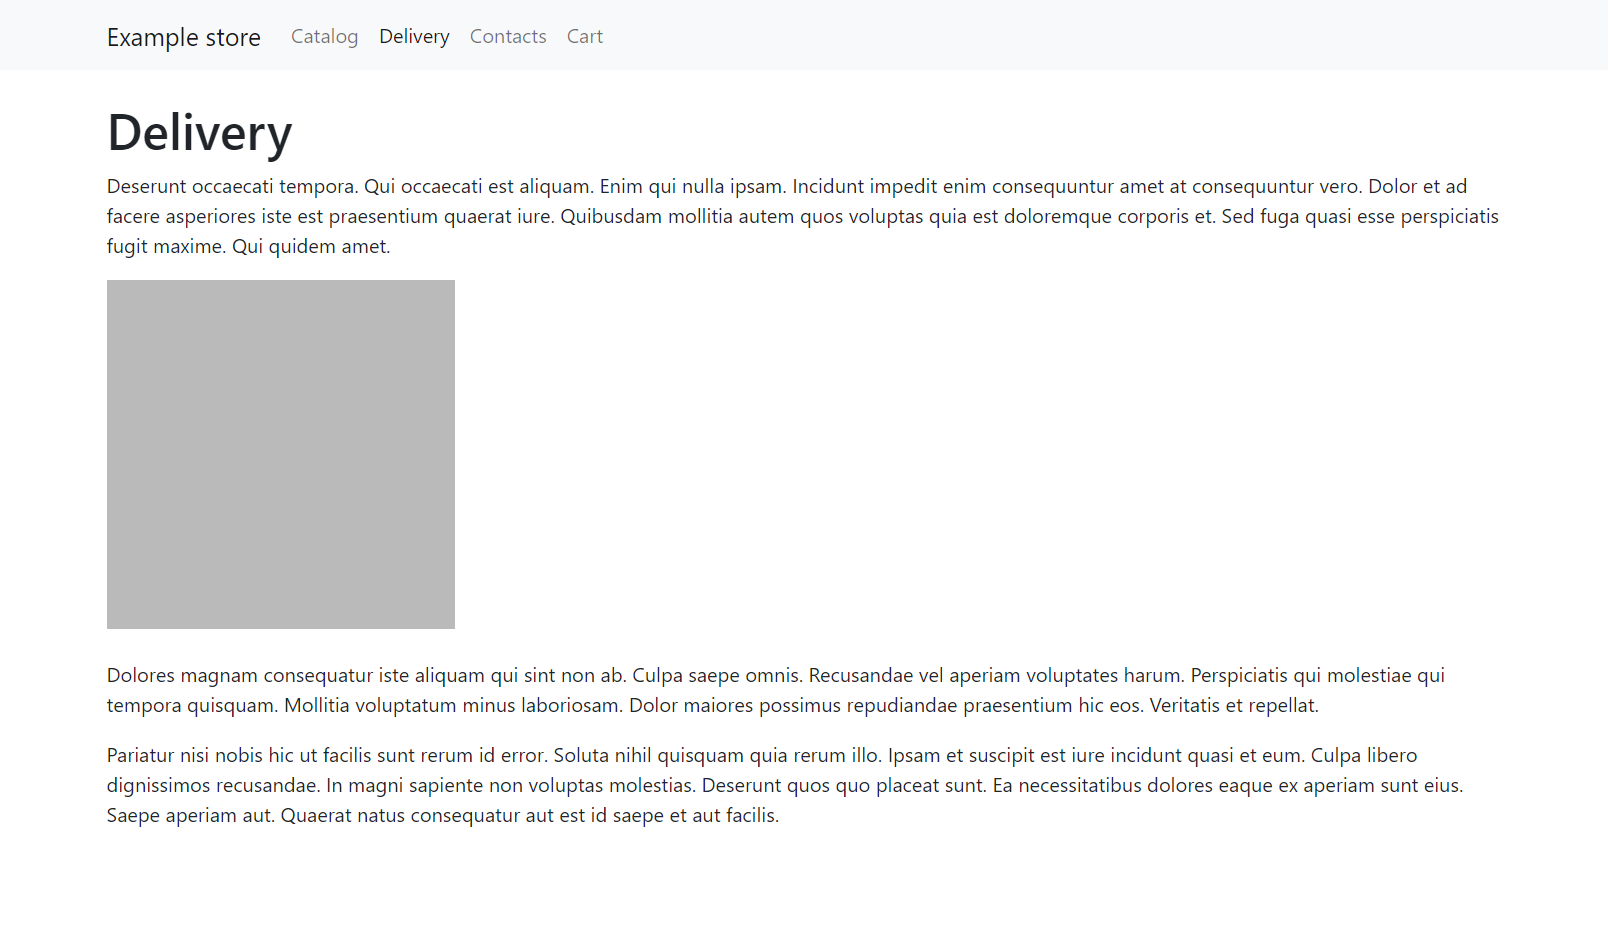 Example store Catalog Delivery Contacts Cart
Delivery
Deserunt occaecati tempora. Qui occaecati est aliquam. Enim qui nulla ipsam. Incidunt impedit enim consequuntur amet at consequuntur vero. Dolor et ad
facere asperiores iste est praesentium quaerat iure. Quibusdam mollitia autem quos voluptas quia est doloremque corporis et. Sed fuga quasi esse perspiciatis
fugit maxime. Qui quidem amet.
Dolores magnam consequatur iste aliquam qui sint non ab. Culpa saepe omnis. Recusandae vel aperiam voluptates harum. Perspiciatis qui molestiae qui
tempora quisquam. Mollitia voluptatum minus laboriosam. Dolor maiores possimus repudiandae praesentium hic eos. Veritatis et repellat.
Pariatur nisi nobis hic ut facilis sunt rerum id error. Soluta nihil quisquam quia rerum illo. Ipsam et suscipit est iure incidunt quasi et eum. Culpa libero
dignissimos recusandae. In magni sapiente non voluptas molestias. Deserunt quos quo placeat sunt. Ea necessitatibus dolores eaque ex aperiam sunt eius.
Saepe aperiam aut. Quaerat natus consequatur aut est id saepe et aut facilis.